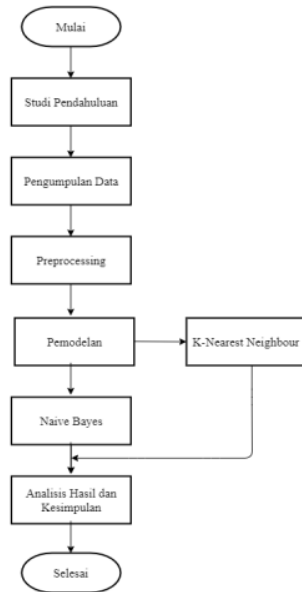 Mulai
Studi Pendahuluan
Pengumpulan Data
Preprocessing
Pemodelan
K-Nearest Neighbour
Naive Bayes
Analisis Hasil dan
Kesimpulan
Selesai